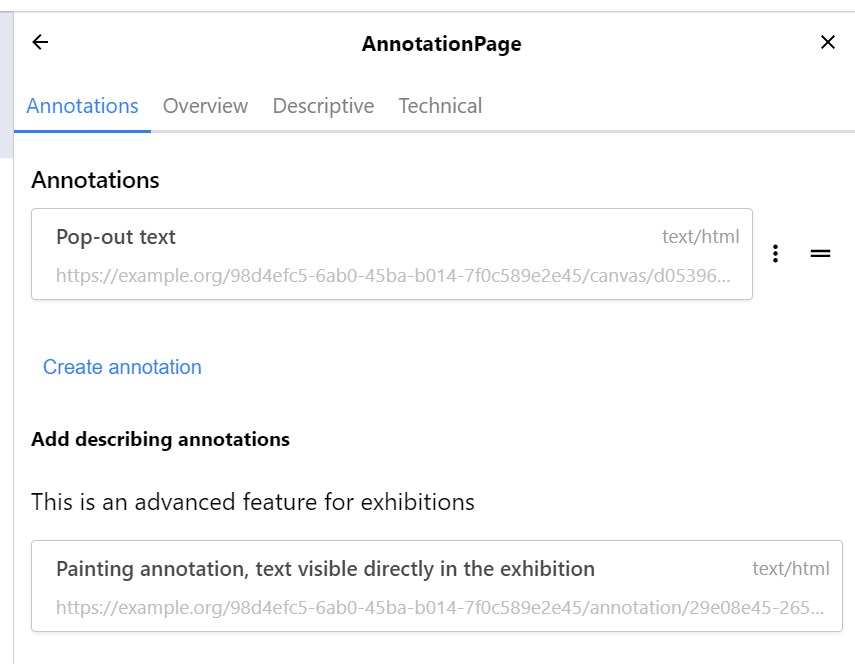 AnnotationPage
Annotations Overview Descriptive Technical
Annotations
Pop-out text text/html
https://example.org/98d4efc5-6ab0-45ba-b014-7f0c589e2e45/canvas/d05396...
Create annotation
Add describing annotations
This is an advanced feature for exhibitions
Painting annotation, text visible directly in the exhibition text/html
https://example.org/98d4efc5-6ab0-45ba-b014-7f0c589e2e45/annotation/29e08e45-265...